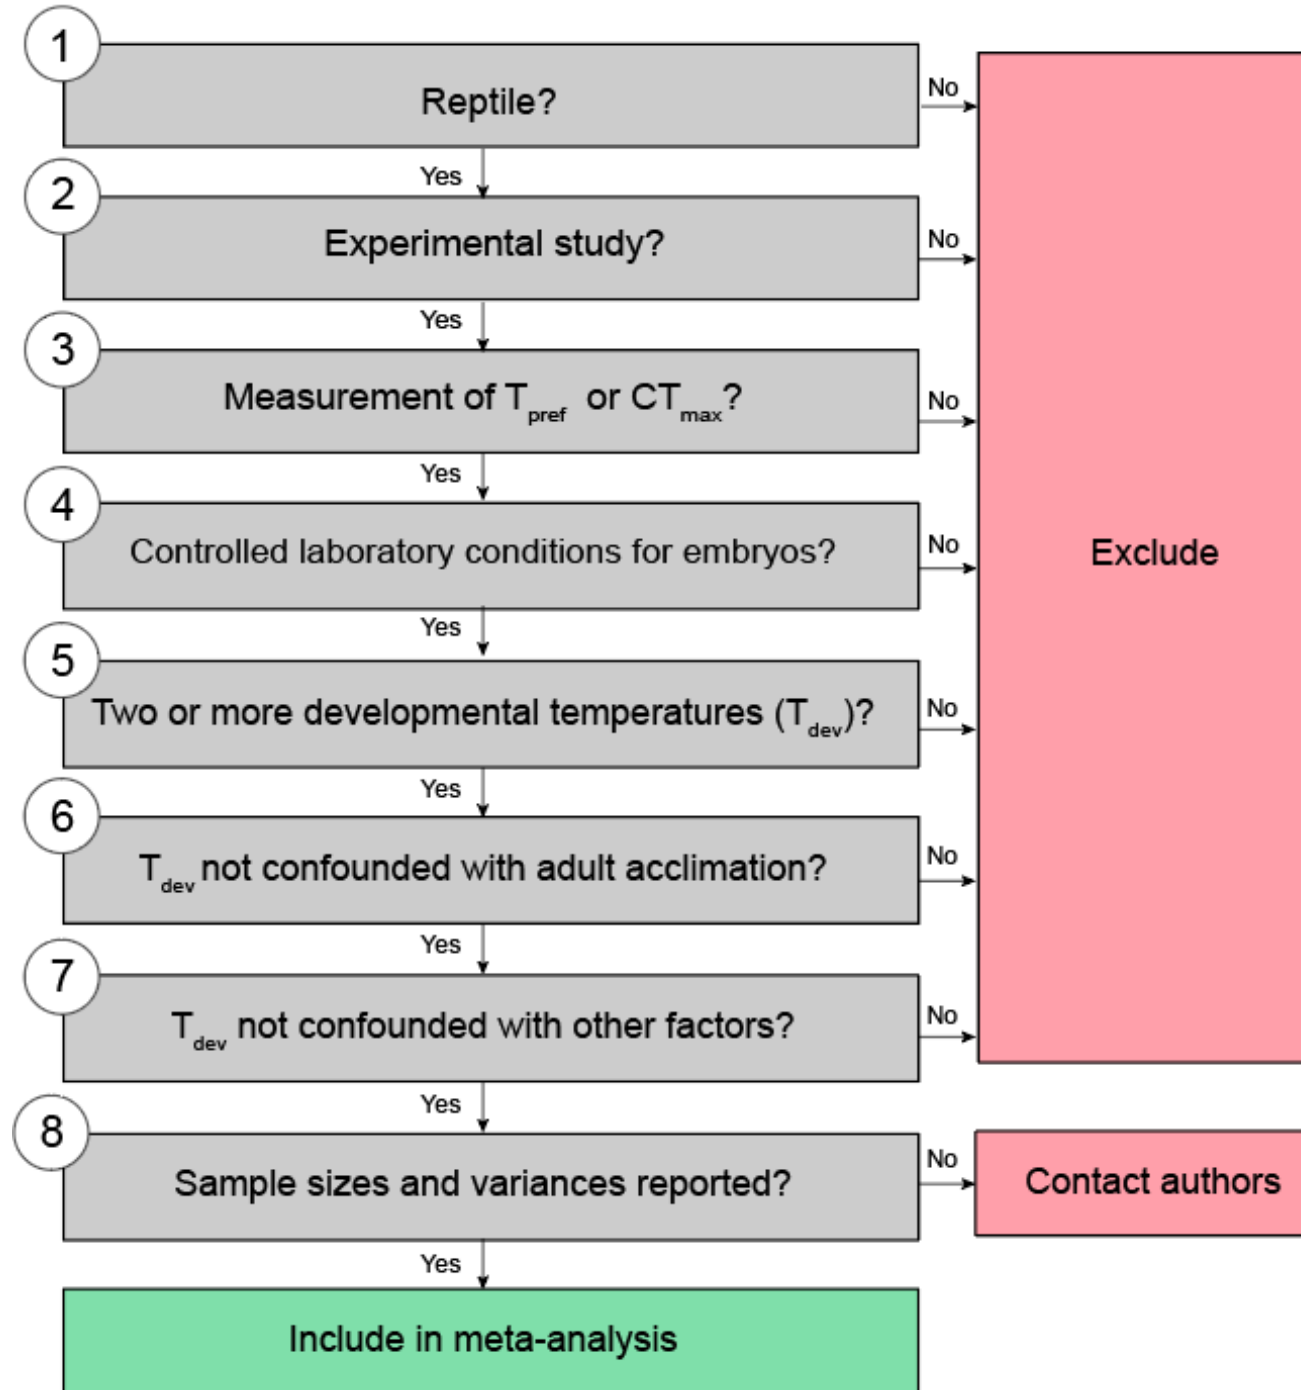 1
Reptile?
No
Yes
2
Experimental study?
No
Yes
3
Measurement of Tpref or CTmax?
No
Yes
4
Controlled laboratory conditions for embryos?
No
Exclude
Yes
5
Two or more developmental temperatures (Tdev)?
No
Yes
6
Tdev not confounded with adult acclimation?
No
Yes
7
Tdev not confounded with other factors?
No
Yes
8
Sample sizes and variances reported?
No
Contact authors
Yes
Include in meta-analysis